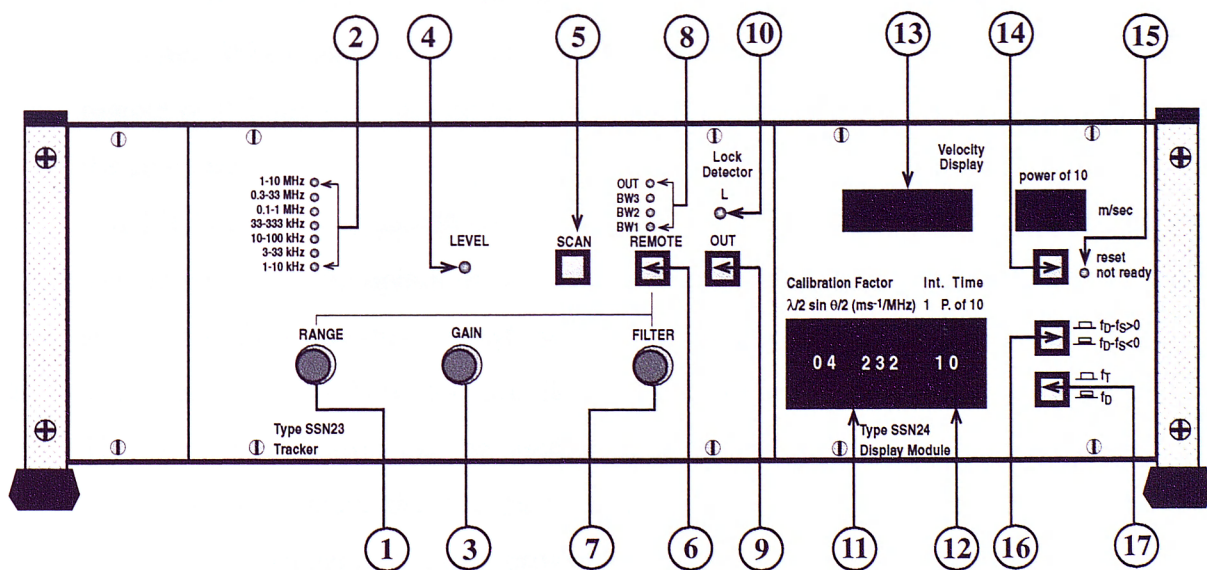 2 4 5 8 10 13 14 15
1-10 MHz
0.3-33 MHz
0.1-1 MHz
33-333 kHz
10-100 kHz
3-33 kHz
1-10 kHz
LEVEL
SCAN
OUT
BW3
BW2
BW1
REMOTE
Lock
Detector
L
OUT
RANGE
GAIN
FILTER
Type SSN23
Tracker
Velocity
Display
power of 10
m/sec
reset
not ready
Calibration Factor Int. Time
λ/2 sin θ/2 (ms⁻¹/MHz) 1 P. of 10
04 232 10
fD-fS>0
fD-fS<0
fT
fD
Type SSN24
Display Module
1 3 7 6 9 11 12 16 17